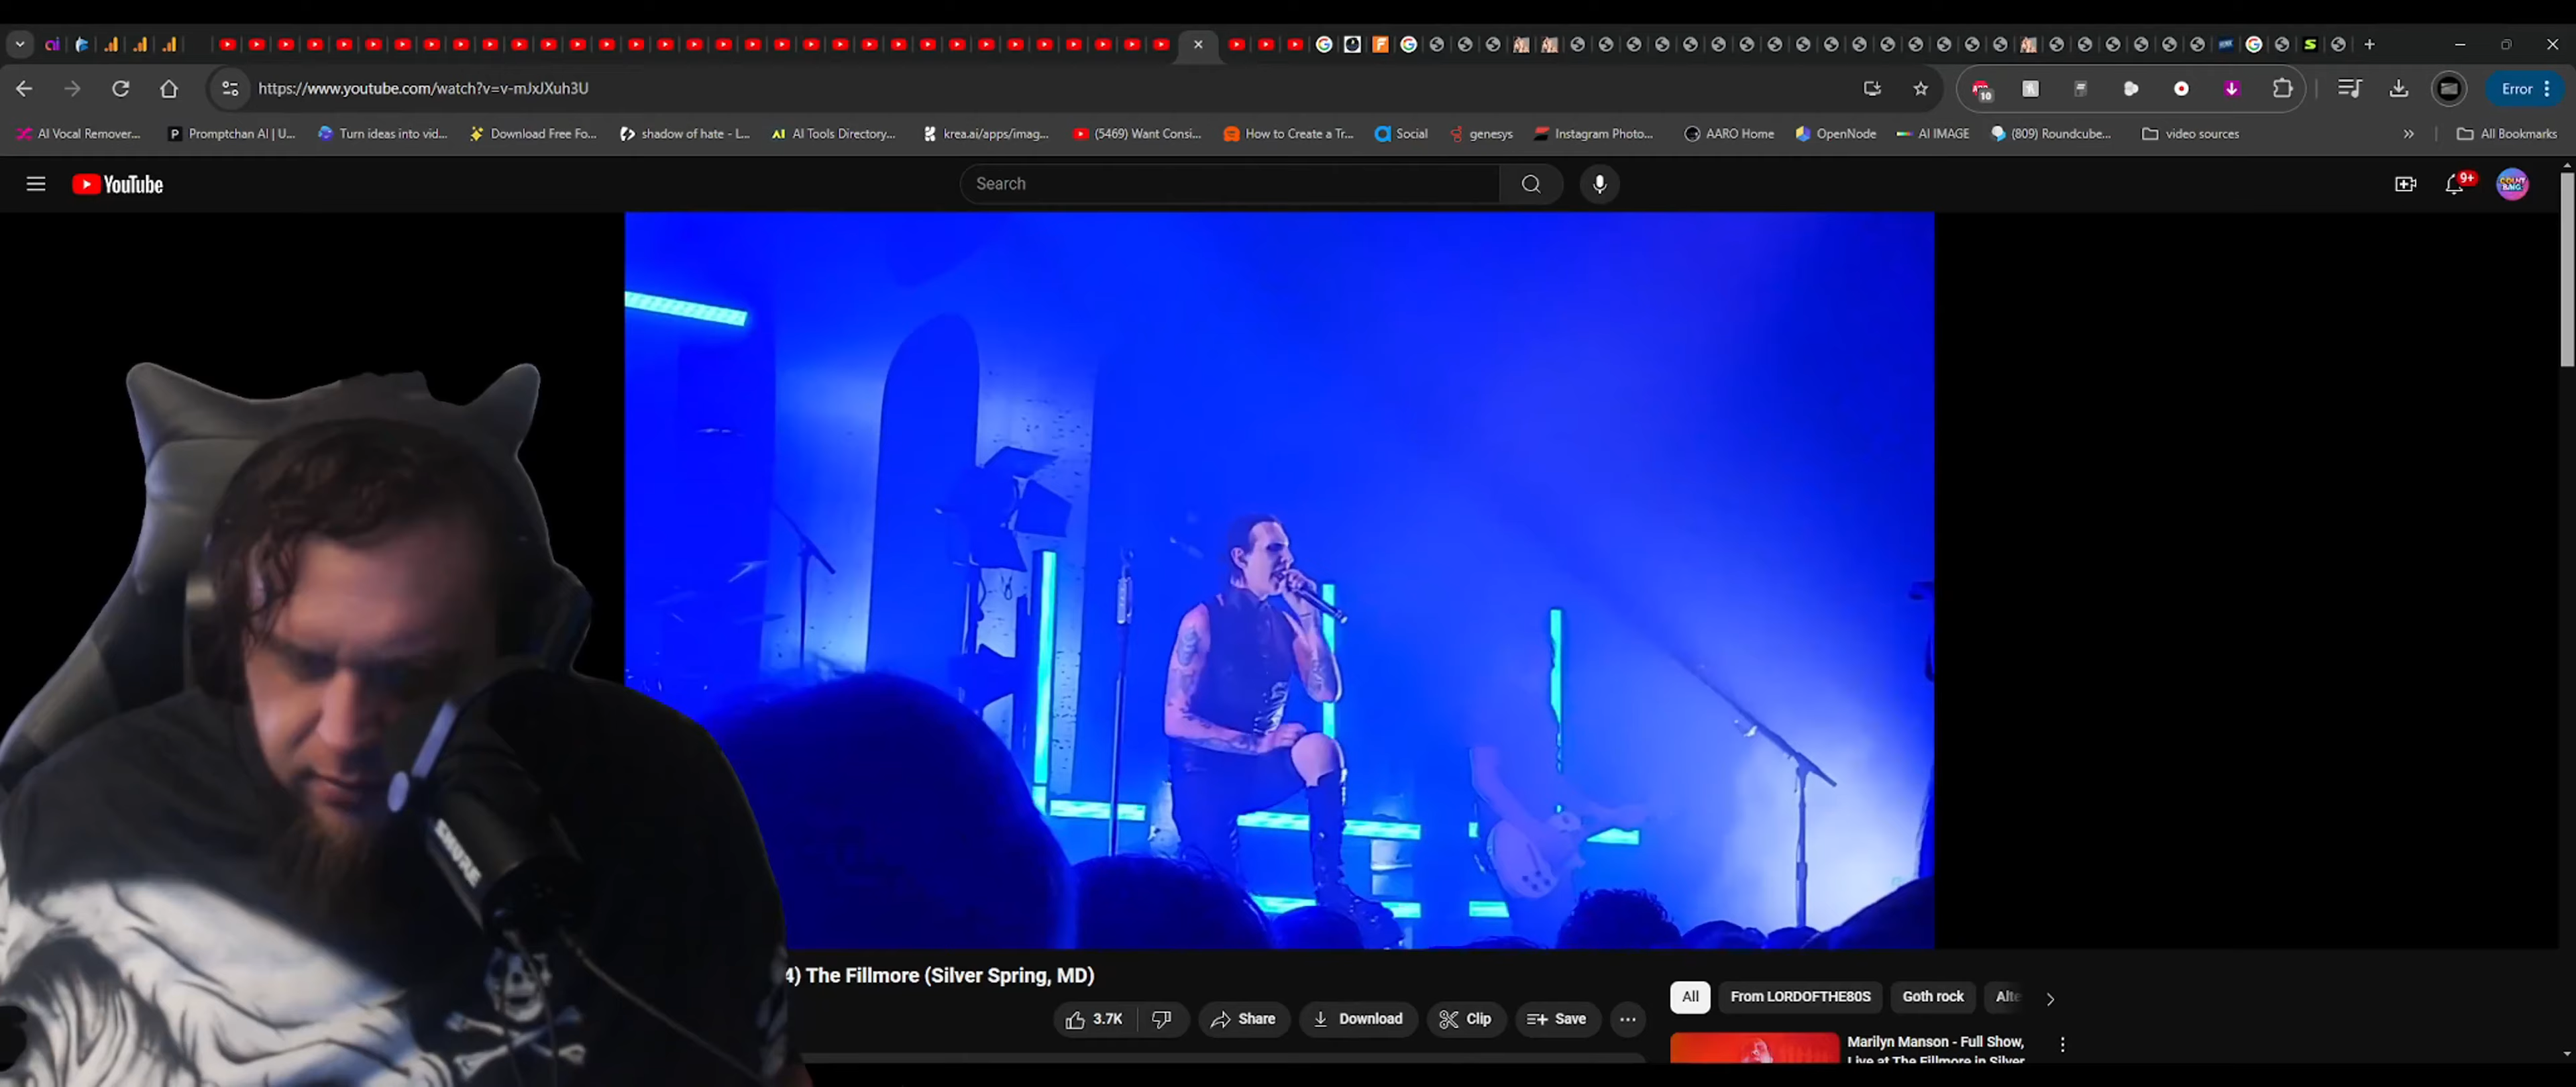 https://www.youtube.com/watch?v=v-mJxJXuh3U
10
Error
AI Vocal Remover...
Promptchan AI | U...
Turn ideas into vid...
Download Free Fo...
shadow of hate - L...
AI Tools Directory...
krea.ai/apps/imag...
(5469) Want Consi...
How to Create a Tr...
Social
genesys
Instagram Photo...
AARO Home
OpenNode
AI IMAGE
(809) Roundcube...
video sources
»
All Bookmarks
YouTube
Search
9+
SHURE
4) The Fillmore (Silver Spring, MD)
3.7K
Share
Download
Clip
Save
All
From LORDOFTHE80S
Goth rock
Alte
Marilyn Manson - Full Show,
Live at The Fillmore in Silver